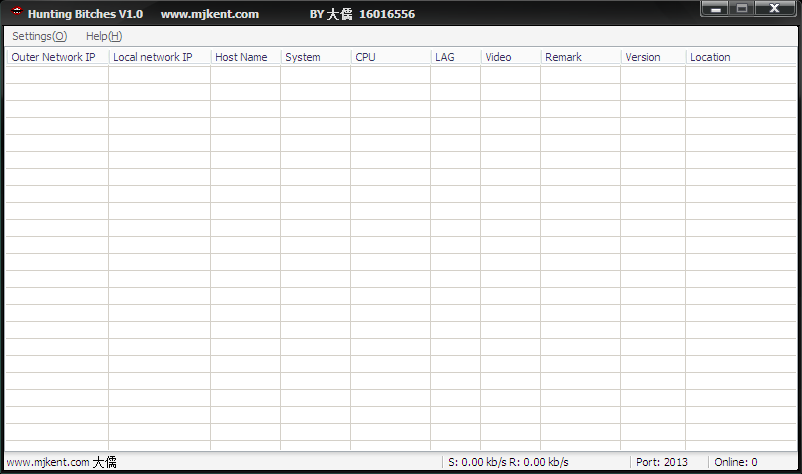 Hunting Bitches V1.0 www.mjkent.com BY 大儒 16016556
Settings(O) Help(H)
Outer Network IP Local network IP Host Name System CPU LAG Video Remark Version Location
www.mjkent.com 大儒 S: 0.00 kb/s R: 0.00 kb/s Port: 2013 Online: 0